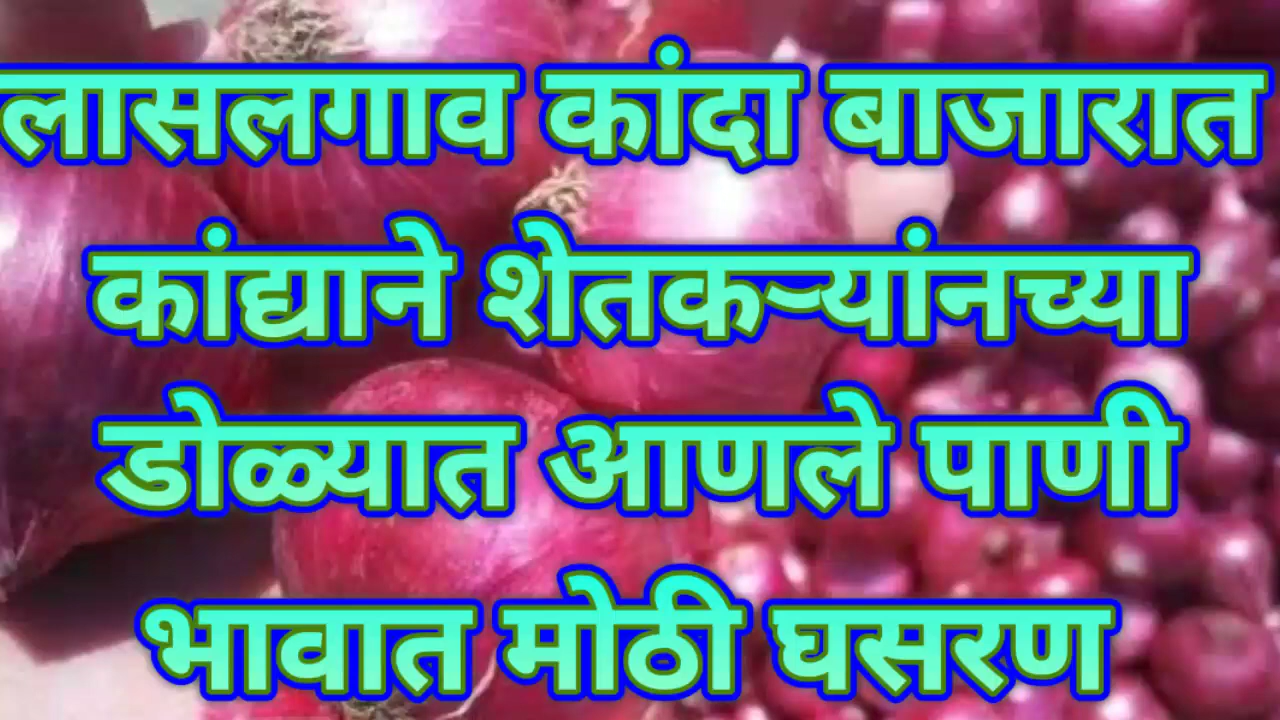 लासलगाव कांदा बाजारात
कांद्याने शेतकऱ्यांनच्या
डोळ्यात आणले पाणी
भावात मोठी घसरण